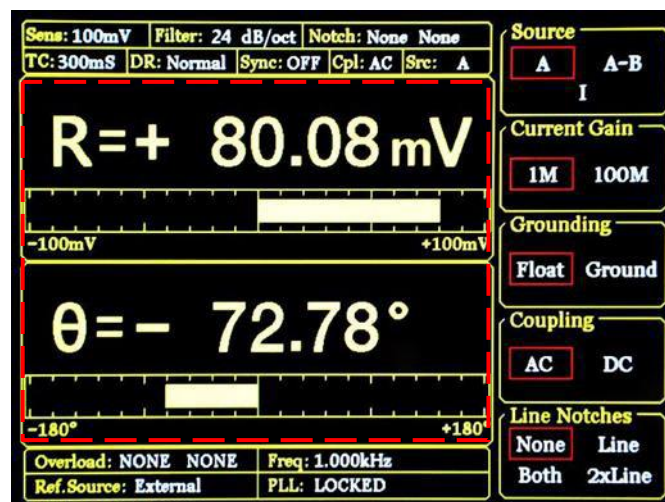 Sens: 100mV Filter: 24 dB/oct Notch: None None
TC: 300mS DR: Normal Sync: OFF Cpl: AC Src: A
R=+ 80.08 mV
-100mV +100mV
θ=- 72.78°
-180° +180°
Overload: NONE NONE Freq: 1.000kHz
Ref.Source: External PLL: LOCKED
Source
A A-B
I
Current Gain
1M 100M
Grounding
Float Ground
Coupling
AC DC
Line Notches
None Line
Both 2xLine